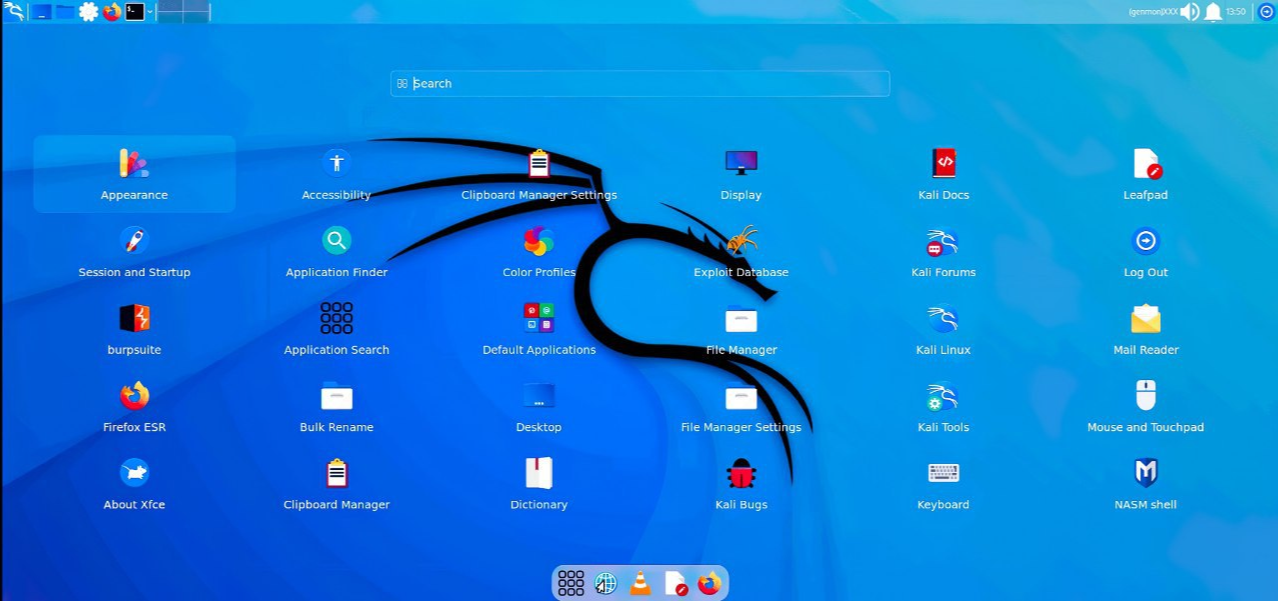 (genmon)XXX 13:50
Search
Appearance Accessibility Clipboard Manager Settings Display Kali Docs Leafpad
Session and Startup Application Finder Color Profiles Exploit Database Kali Forums Log Out
burpsuite Application Search Default Applications File Manager Kali Linux Mail Reader
Firefox ESR Bulk Rename Desktop File Manager Settings Kali Tools Mouse and Touchpad
About Xfce Clipboard Manager Dictionary Kali Bugs Keyboard NASM shell